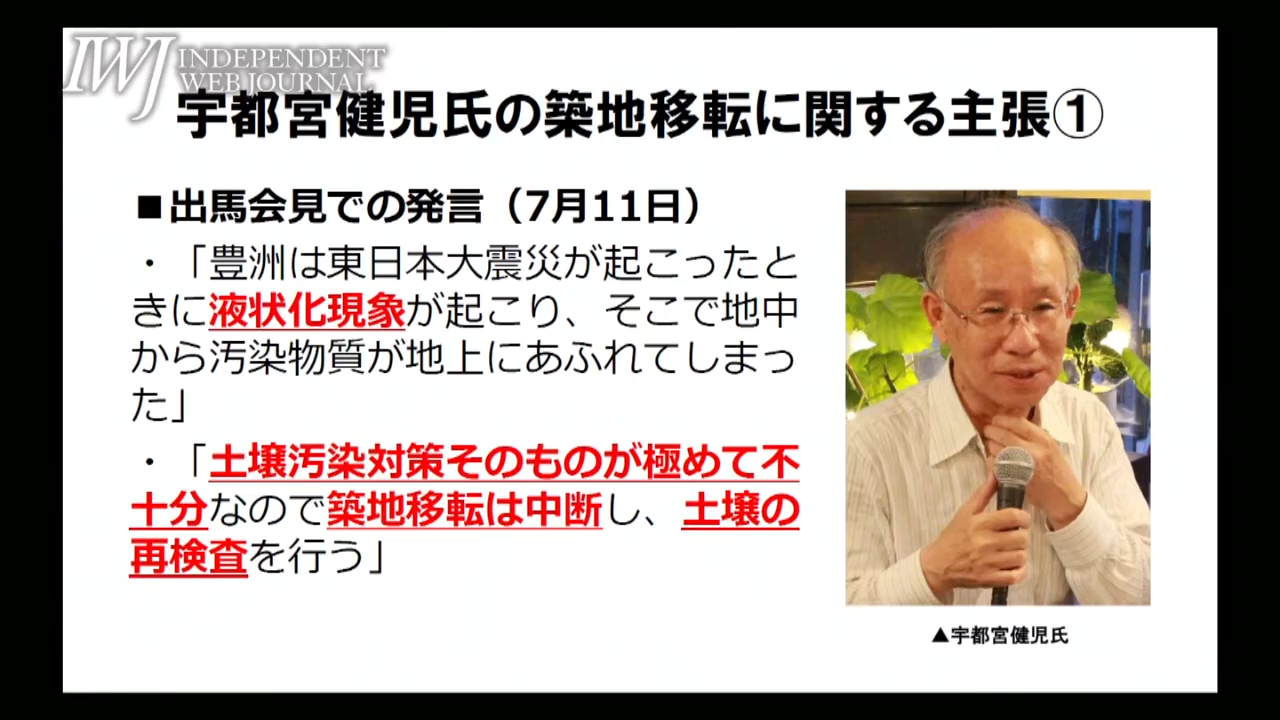 IWJ INDEPENDENT
WEB JOURNAL
宇都宮健児氏の築地移転に関する主張①
■出馬会見での発言（7月11日）
・「豊洲は東日本大震災が起こったと
きに液状化現象が起こり、そこで地中
から汚染物質が地上にあふれてしまっ
た」
・「土壌汚染対策そのものが極めて不
十分なので築地移転は中断し、土壌の
再検査を行う」
▲宇都宮健児氏